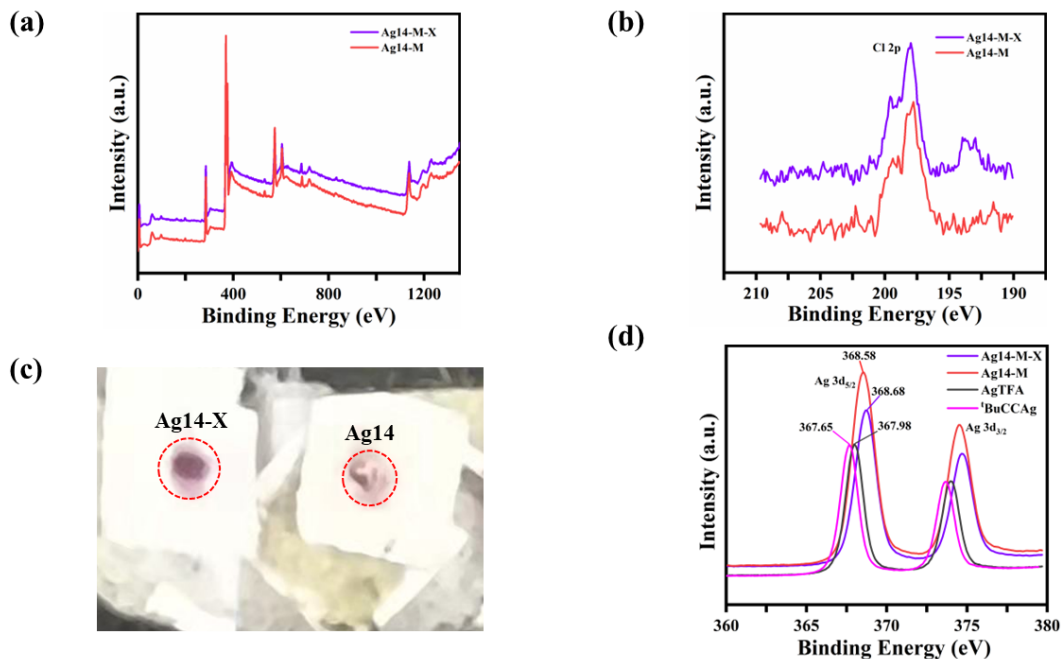 (a)
Ag14-M-X
Ag14-M
Intensity (a.u.)
0 400 800 1200
Binding Energy (eV)
(b)
Ag14-M-X
Ag14-M
Cl 2p
Intensity (a.u.)
210 205 200 195 190
Binding Energy (eV)
(c)
Ag14-X
Ag14
(d)
Ag14-M-X
Ag14-M
AgTFA
ᵗBuCCAg
368.58
Ag 3d5/2
368.68
367.65
367.98
Ag 3d3/2
Intensity (a.u.)
360 365 370 375 380
Binding Energy (eV)